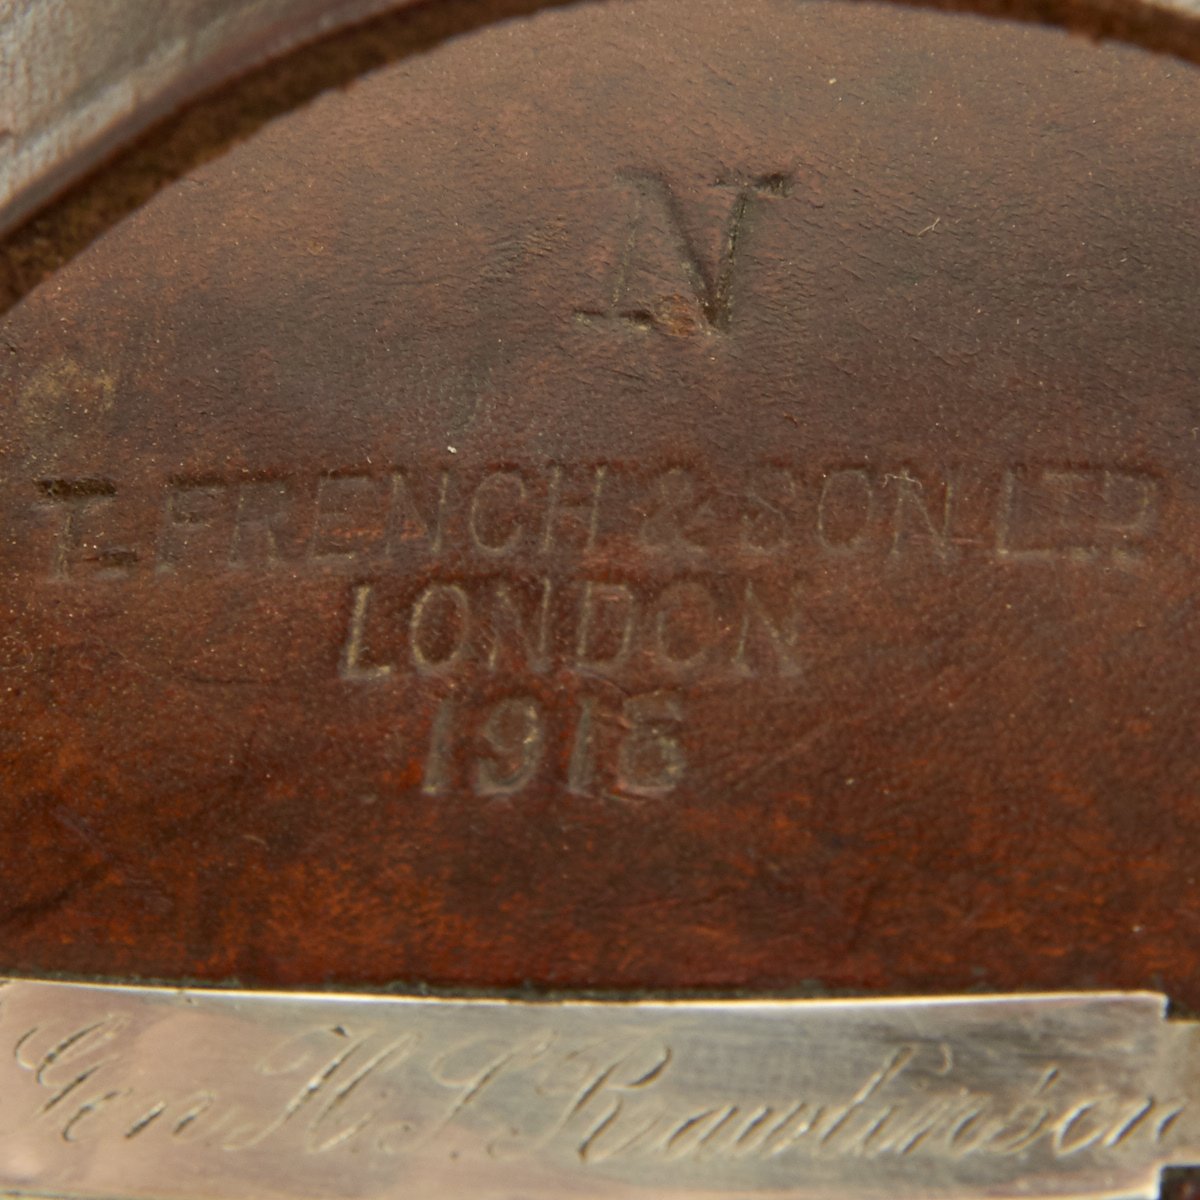 N
T. FRENCH & SON LTD
LONDON
1916
Gen H S Rawlinson